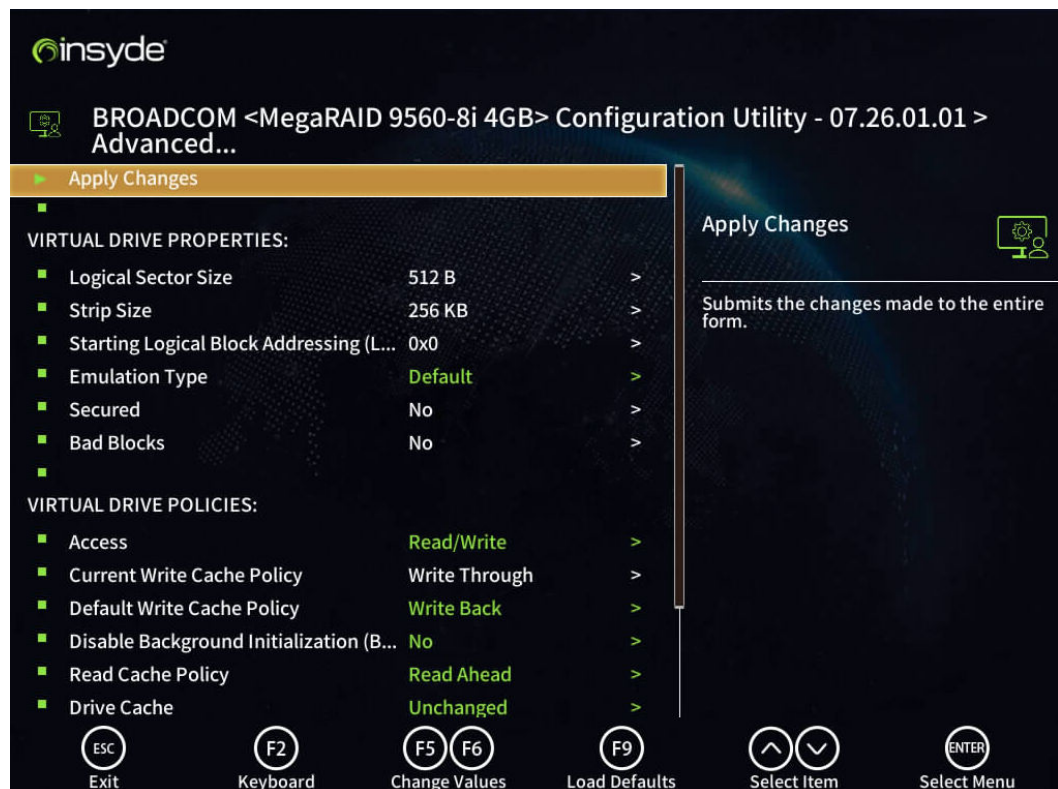 insyde
BROADCOM <MegaRAID 9560-8i 4GB> Configuration Utility - 07.26.01.01 >
Advanced...
Apply Changes
VIRTUAL DRIVE PROPERTIES:
Logical Sector Size 512 B >
Strip Size 256 KB >
Starting Logical Block Addressing (L... 0x0 >
Emulation Type Default >
Secured No >
Bad Blocks No >
VIRTUAL DRIVE POLICIES:
Access Read/Write >
Current Write Cache Policy Write Through >
Default Write Cache Policy Write Back >
Disable Background Initialization (B... No >
Read Cache Policy Read Ahead >
Drive Cache Unchanged >
Apply Changes
Submits the changes made to the entire
form.
ESC F2 F5 F6 F9 ENTER
Exit Keyboard Change Values Load Defaults Select Item Select Menu